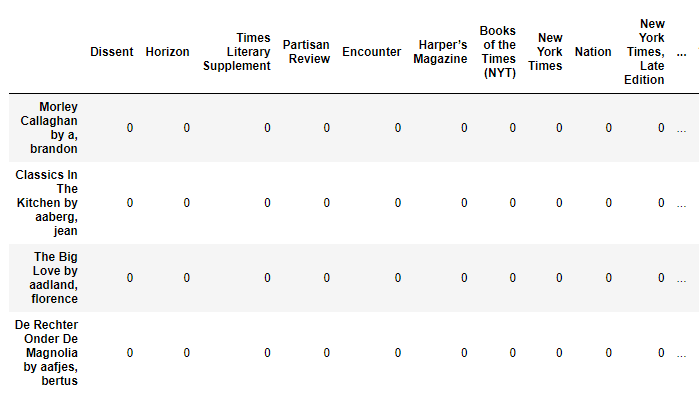 Dissent Horizon Times Literary Supplement Partisan Review Encounter Harper’s Magazine Books of the Times (NYT) New York Times Nation New York Times, Late Edition ...
Morley Callaghan by a, brandon 0 0 0 0 0 0 0 0 0 0 ...
Classics In The Kitchen by aaberg, jean 0 0 0 0 0 0 0 0 0 0 ...
The Big Love by aadland, florence 0 0 0 0 0 0 0 0 0 0 ...
De Rechter Onder De Magnolia by aafjes, bertus 0 0 0 0 0 0 0 0 0 0 ...